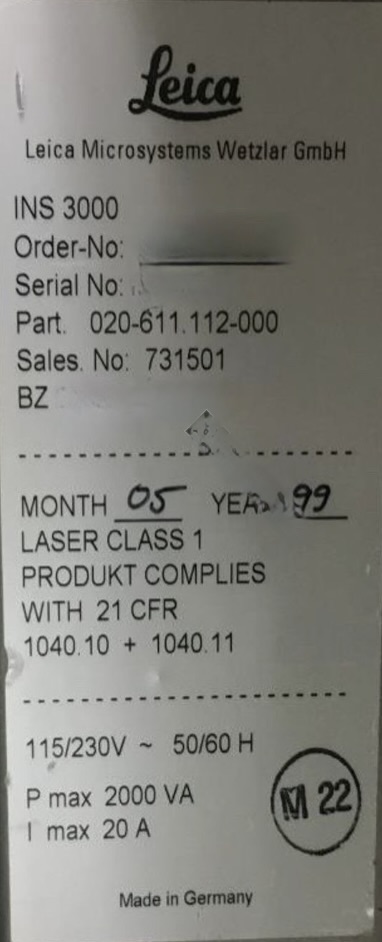 Leica
Leica Microsystems Wetzlar GmbH
INS 3000
Order-No:
Serial No:
Part. 020-611.112-000
Sales. No: 731501
BZ
MONTH 05 YEAR 99
LASER CLASS 1
PRODUKT COMPLIES
WITH 21 CFR
1040.10 + 1040.11
115/230V ~ 50/60 H
P max 2000 VA
I max 20 A
M 22
Made in Germany